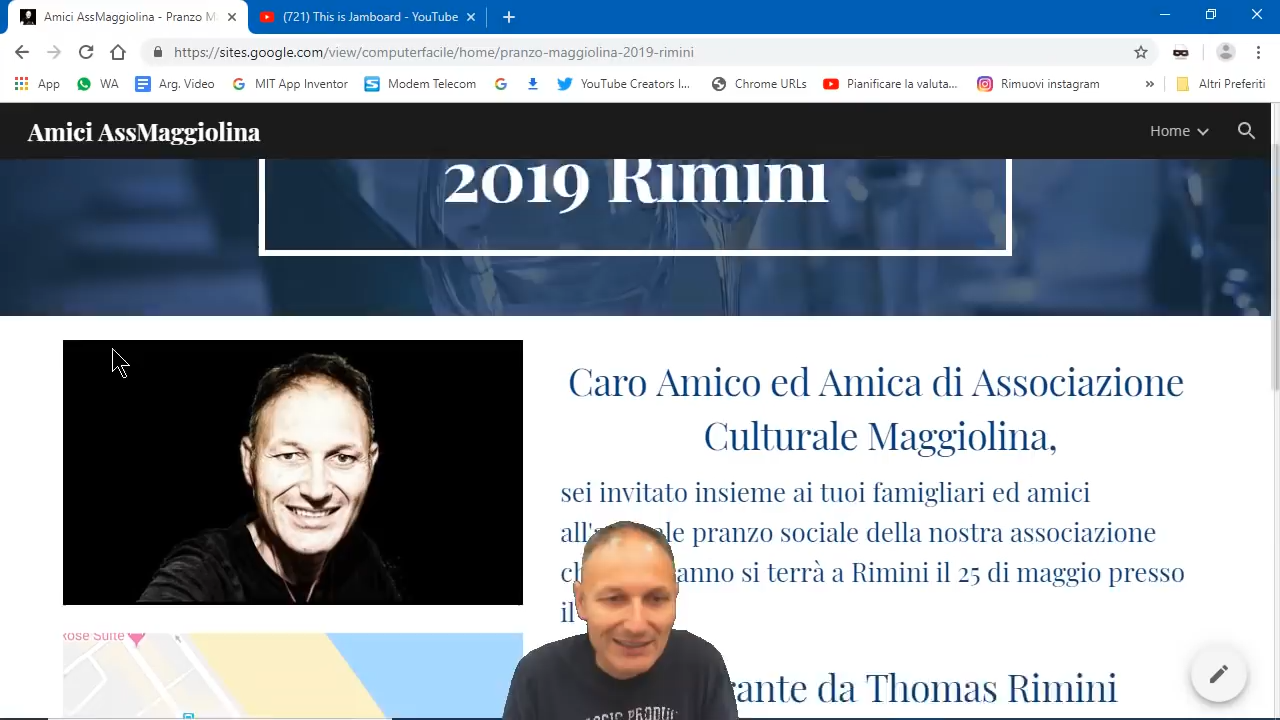 Amici AssMaggiolina - Pranzo M
(721) This is Jamboard - YouTube
https://sites.google.com/view/computerfacile/home/pranzo-maggiolina-2019-rimini
App WA Arg. Video MIT App Inventor Modem Telecom YouTube Creators I... Chrome URLs Pianificare la valuta... Rimuovi instagram » Altri Preferiti
Amici AssMaggiolina
Home
2019 Rimini
Caro Amico ed Amica di Associazione
Culturale Maggiolina,
sei invitato insieme ai tuoi famigliari ed amici
pranzo sociale della nostra associazione
anno si terrà a Rimini il 25 di maggio presso
il
Rose Suite
da Thomas Rimini